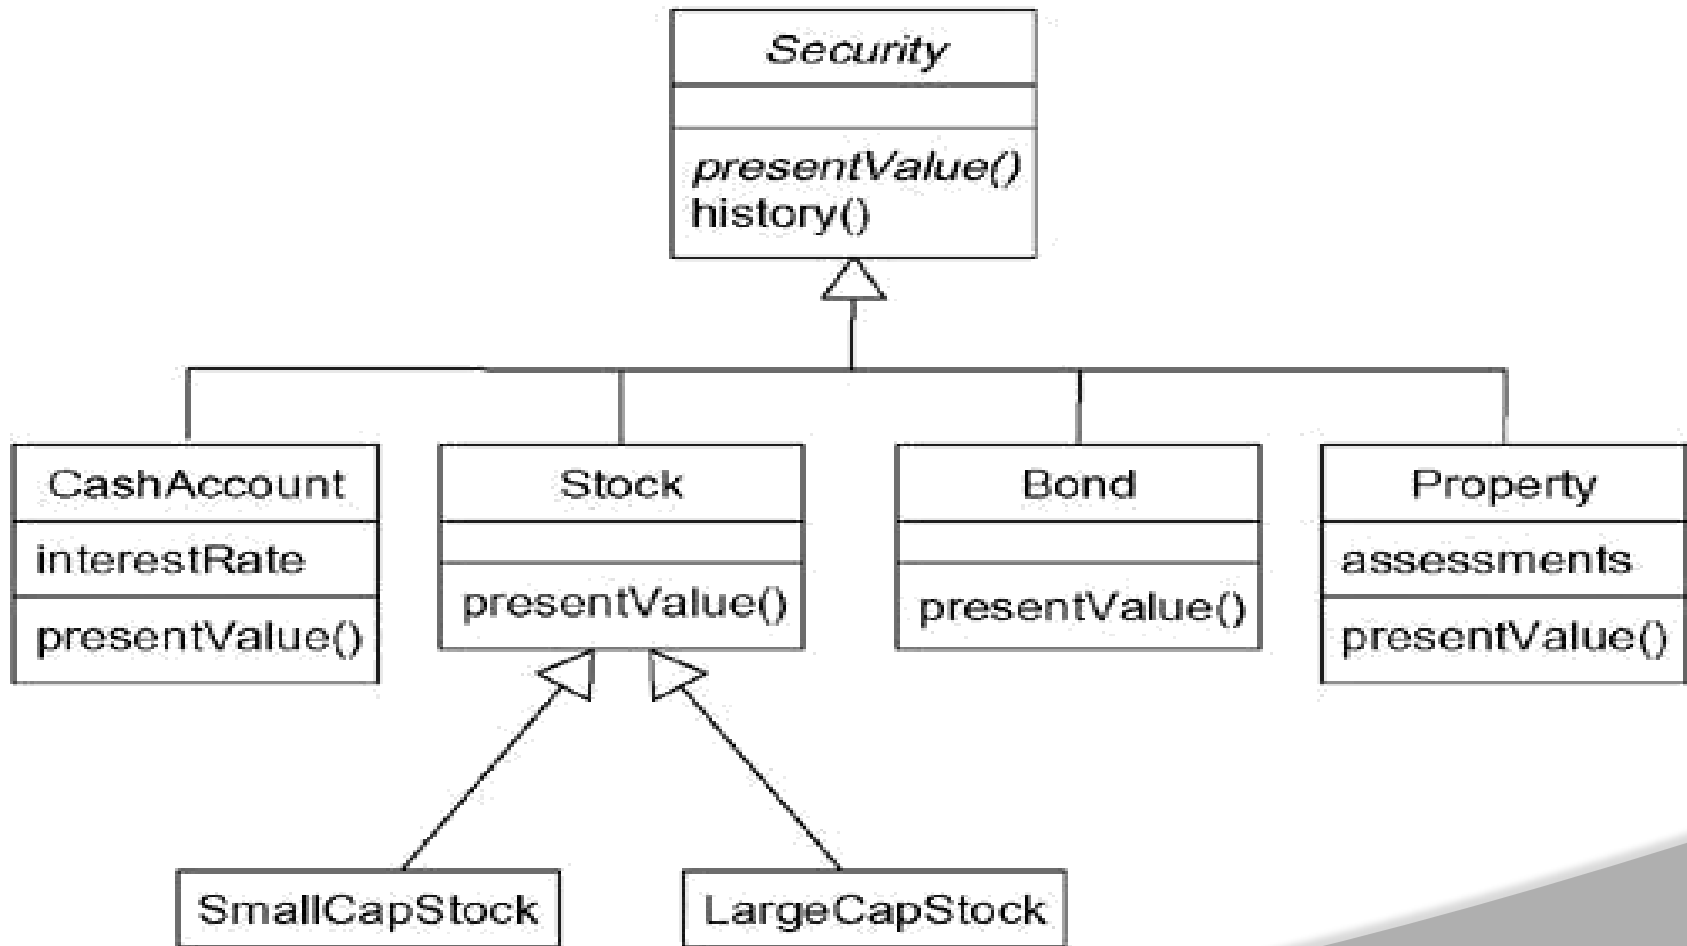 Security
presentValue()
history()
CashAccount
interestRate
presentValue()
Stock
presentValue()
Bond
presentValue()
Property
assessments
presentValue()
SmallCapStock
LargeCapStock